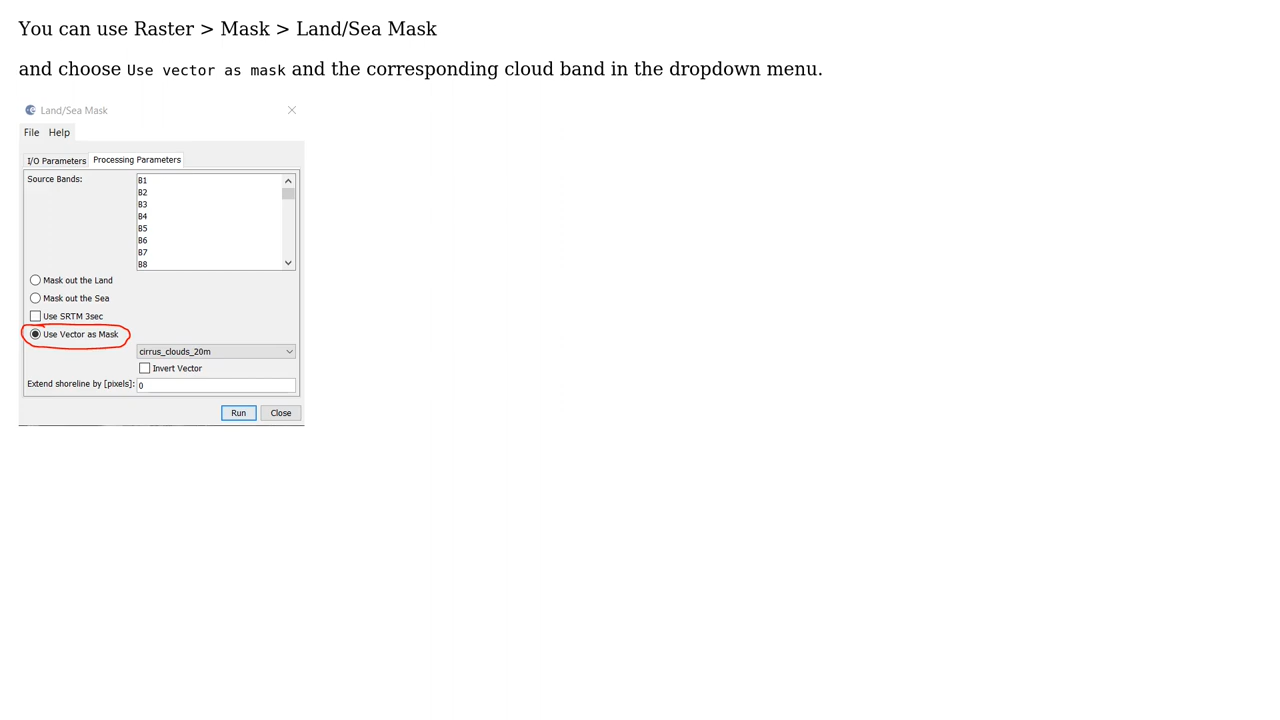 You can use Raster > Mask > Land/Sea Mask
and choose Use vector as mask and the corresponding cloud band in the dropdown menu.
Land/Sea Mask
File Help
I/O Parameters Processing Parameters
Source Bands:
B1
B2
B3
B4
B5
B6
B7
B8
Mask out the Land
Mask out the Sea
Use SRTM 3sec
Use Vector as Mask
cirrus_clouds_20m
Invert Vector
Extend shoreline by [pixels]: 0
Run Close